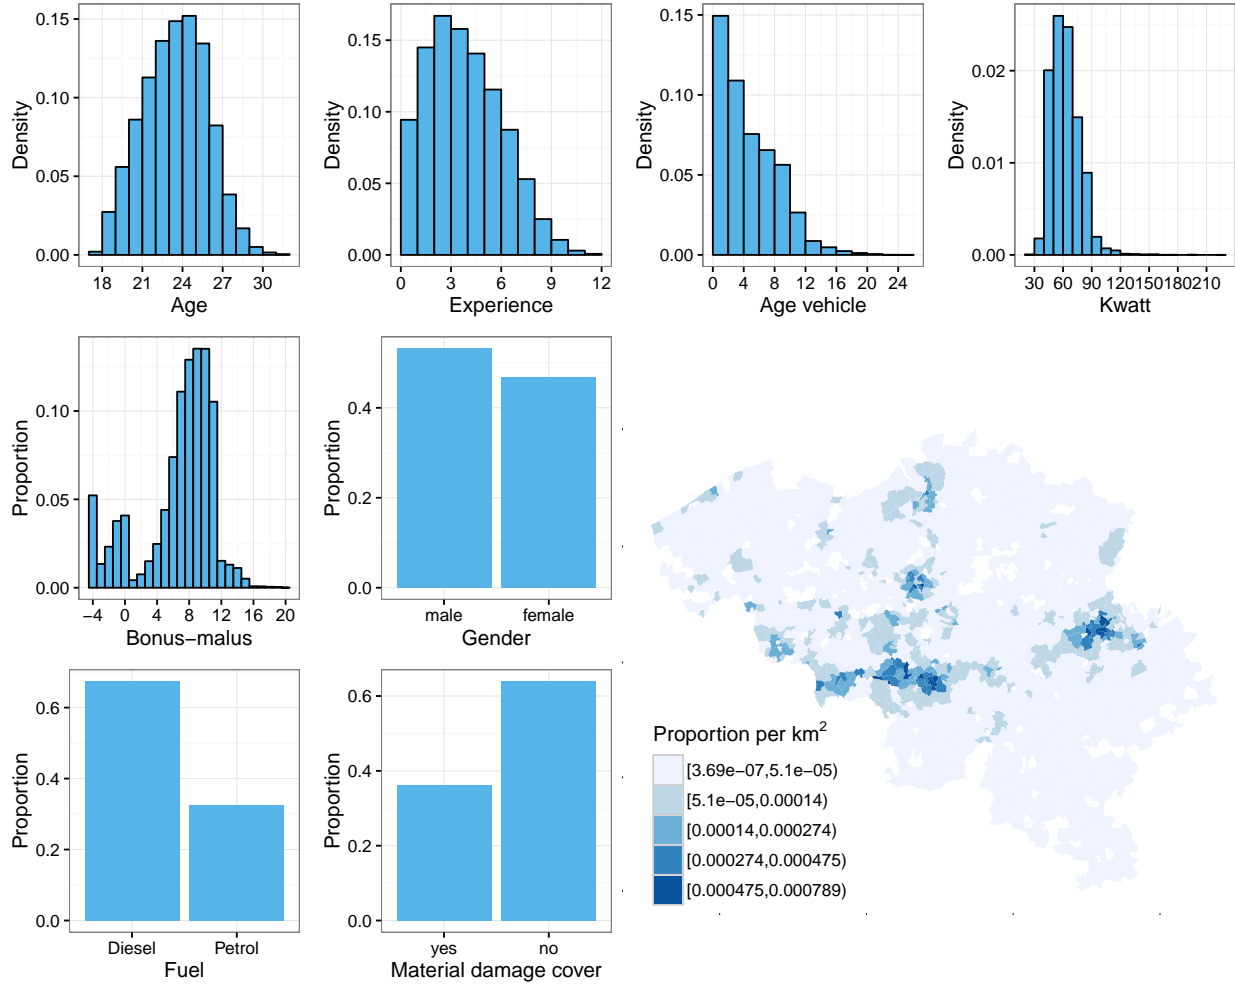 0.15
0.10
0.05
0.00
Density
18 21 24 27 30
Age
0.15
0.10
0.05
0.00
Density
0 3 6 9 12
Experience
0.15
0.10
0.05
0.00
Density
0 4 8 12 16 20 24
Age vehicle
0.02
0.01
0.00
Density
30 60 90 120 150 180 210
Kwatt
0.10
0.05
0.00
Proportion
−4 0 4 8 12 16 20
Bonus−malus
0.4
0.2
0.0
Proportion
male female
Gender
0.6
0.4
0.2
0.0
Proportion
Diesel Petrol
Fuel
0.6
0.4
0.2
0.0
Proportion
yes no
Material damage cover
Proportion per km²
[3.69e−07,5.1e−05)
[5.1e−05,0.00014)
[0.00014,0.000274)
[0.000274,0.000475)
[0.000475,0.000789)